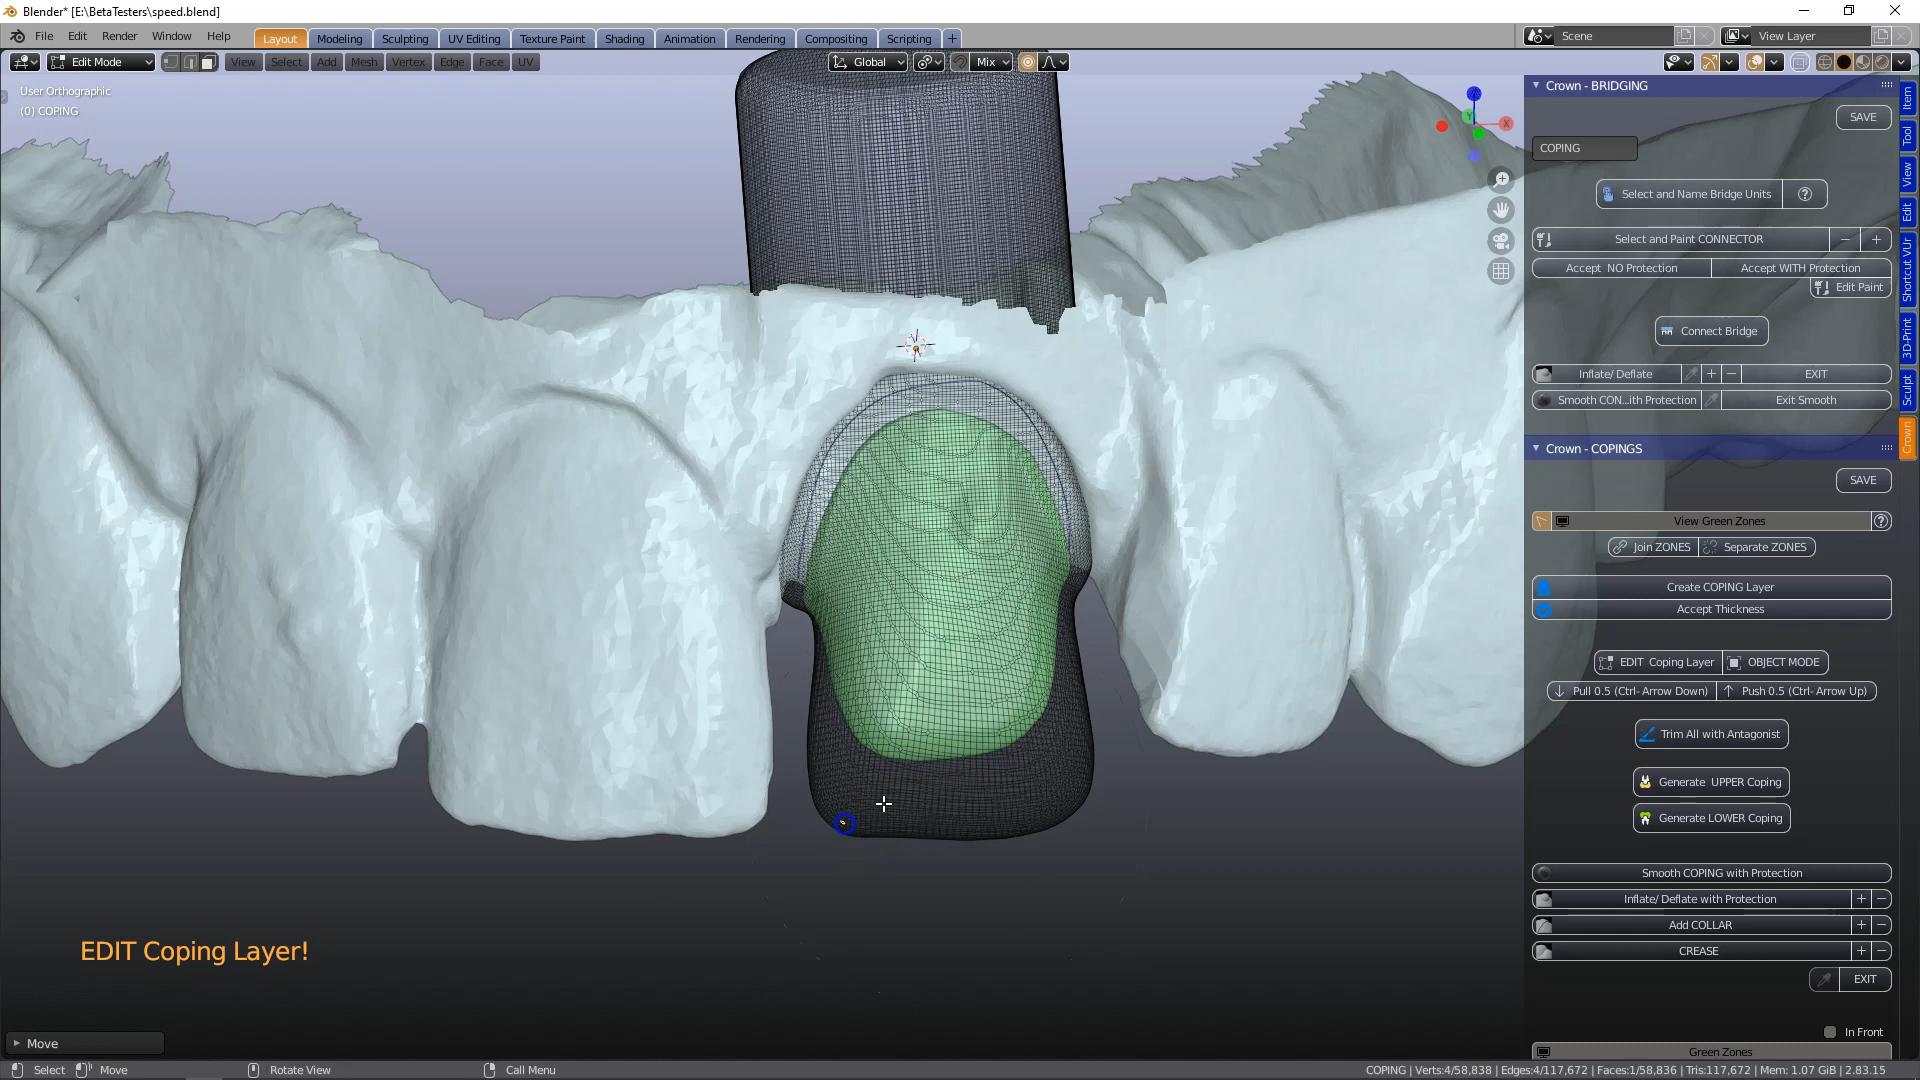 Blender* [E:\BetaTesters\speed.blend]
File Edit Render Window Help Layout Modeling Sculpting UV Editing Texture Paint Shading Animation Rendering Compositing Scripting + Scene View Layer
Edit Mode View Select Add Mesh Vertex Edge Face UV Global Mix
User Orthographic
(0) COPING
Z
Y
X
Crown - BRIDGING
SAVE
COPING
Select and Name Bridge Units ?
Select and Paint CONNECTOR − +
Accept NO Protection Accept WITH Protection
Edit Paint
Connect Bridge
Inflate/ Deflate + − EXIT
Smooth CON...ith Protection Exit Smooth
Crown - COPINGS
SAVE
View Green Zones ?
Join ZONES Separate ZONES
Create COPING Layer
Accept Thickness
EDIT Coping Layer OBJECT MODE
Pull 0.5 (Ctrl- Arrow Down) Push 0.5 (Ctrl- Arrow Up)
Trim All with Antagonist
Generate UPPER Coping
Generate LOWER Coping
Smooth COPING with Protection
Inflate/ Deflate with Protection + −
Add COLLAR + −
CREASE + −
EXIT
In Front
Green Zones
Item
Tool
View
Edit
Shortcut VUr
3D-Print
Sculpt
Crown
EDIT Coping Layer!
Move
Select Move Rotate View Call Menu COPING | Verts:4/58,838 | Edges:4/117,672 | Faces:1/58,836 | Tris:117,672 | Mem: 1.07 GiB | 2.83.15